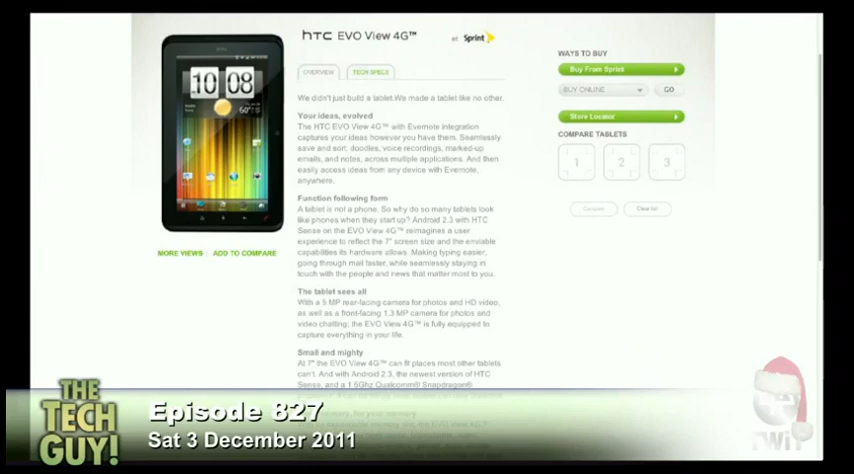 hTC EVO View 4G™
at Sprint
OVERVIEW
TECH SPECS
We didn't just build a tablet.We made a tablet like no other.
Your ideas, evolved
The HTC EVO View 4G™ with Evernote integration
captures your ideas however you have them. Seamlessly
save and sort: doodles, voice recordings, marked-up
emails, and notes, across multiple applications. And then
easily access ideas from any device with Evernote,
anywhere.
Function following form
A tablet is not a phone. So why do so many tablets look
like phones when they start up? Android 2.3 with HTC
Sense on the EVO View 4G™ reimagines a user
experience to reflect the 7" screen size and the enviable
capabilities its hardware allows. Making typing easier,
going through mail faster, while seamlessly staying in
touch with the people and news that matter most to you.
The tablet sees all
With a 5 MP rear-facing camera for photos and HD video,
as well as a front-facing 1.3 MP camera for photos and
video chatting; the EVO View 4G™ is fully equipped to
capture everything in your life.
Small and mighty
At 7" the EVO View 4G™ can fit places most other tablets
can't. And with Android 2.3, the newest version of HTC
Sense, and a 1.5Ghz Qualcomm® Snapdragon®
10 08
60°
MORE VIEWS
ADD TO COMPARE
WAYS TO BUY
Buy From Sprint
BUY ONLINE
GO
Store Locator
COMPARE TABLETS
1
2
3
Compare
Clear list
THE
TECH
GUY!
Episode 827
Sat 3 December 2011
TWiT